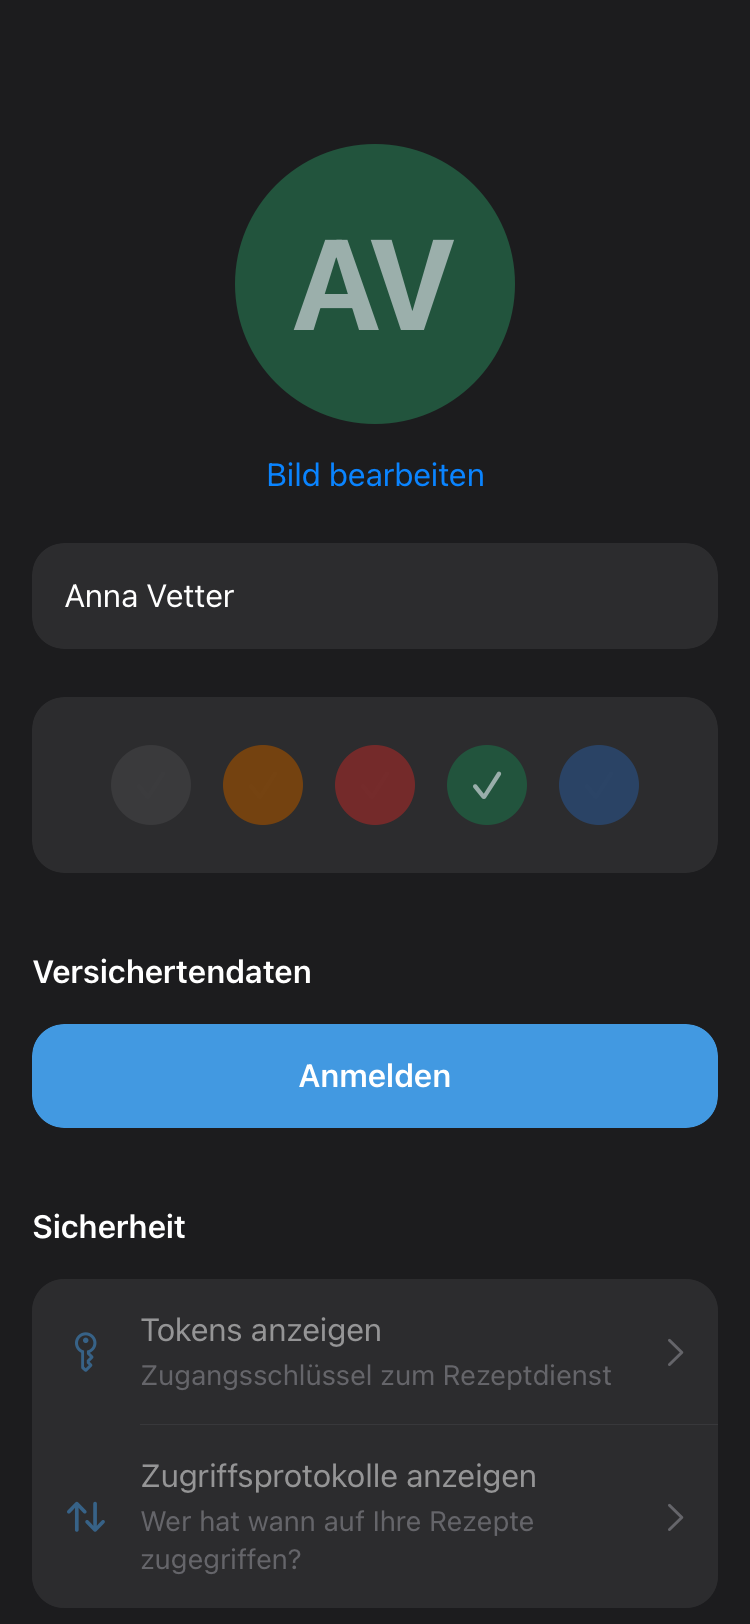 AV
Bild bearbeiten
Anna Vetter
Versichertendaten
Anmelden
Sicherheit
Tokens anzeigen
Zugangsschlüssel zum Rezeptdienst
Zugriffsprotokolle anzeigen
Wer hat wann auf Ihre Rezepte
zugegriffen?